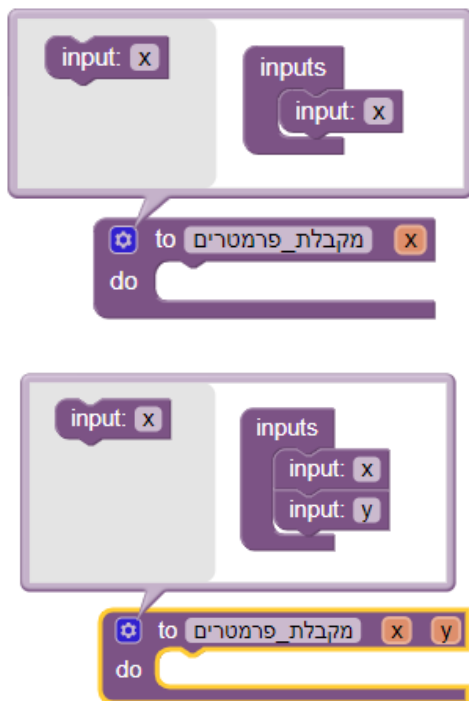 input: x
inputs
input: x
to מקבלת_פרמטרים x
do
input: x
inputs
input: x
input: y
to מקבלת_פרמטרים x y
do